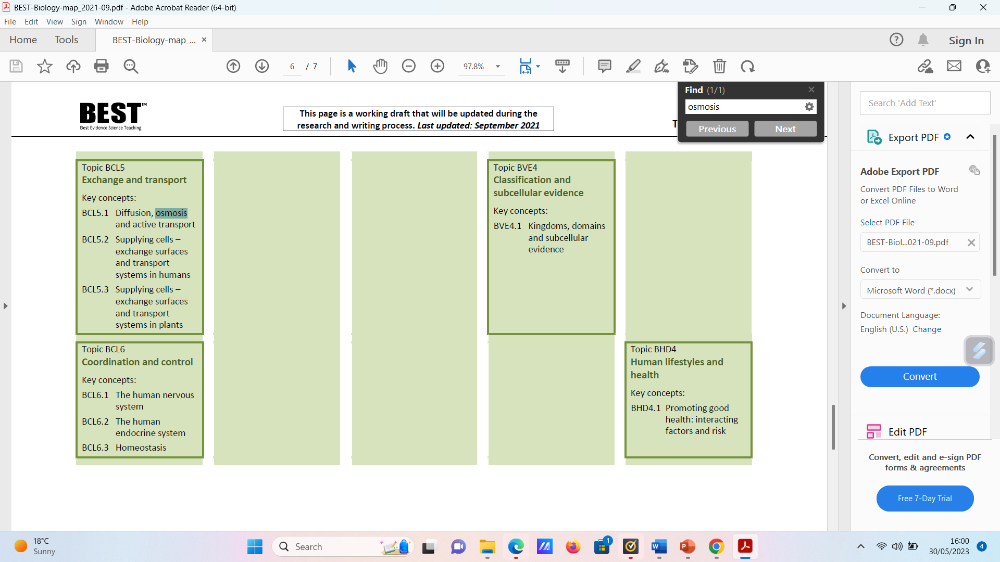 BEST-Biology-map_2021-09.pdf - Adobe Acrobat Reader (64-bit)
File Edit View Sign Window Help
Home Tools BEST-Biology-map_... Sign In
6 / 7 97.8%
Find (1/1)
osmosis
Previous Next
BEST™
Best Evidence Science Teaching
This page is a working draft that will be updated during the
research and writing process. Last updated: September 2021
T
Topic BCL5
Exchange and transport
Key concepts:
BCL5.1 Diffusion, osmosis
and active transport
BCL5.2 Supplying cells –
exchange surfaces
and transport
systems in humans
BCL5.3 Supplying cells –
exchange surfaces
and transport
systems in plants
Topic BVE4
Classification and
subcellular evidence
Key concepts:
BVE4.1 Kingdoms, domains
and subcellular
evidence
Topic BCL6
Coordination and control
Key concepts:
BCL6.1 The human nervous
system
BCL6.2 The human
endocrine system
BCL6.3 Homeostasis
Topic BHD4
Human lifestyles and
health
Key concepts:
BHD4.1 Promoting good
health: interacting
factors and risk
Search 'Add Text'
Export PDF
Adobe Export PDF
Convert PDF Files to Word
or Excel Online
Select PDF File
BEST-Biol...021-09.pdf
Convert to
Microsoft Word (*.docx)
Document Language:
English (U.S.) Change
Convert
Edit PDF
Convert, edit and e-sign PDF
forms & agreements
Free 7-Day Trial
18°C
Sunny
Search
1
16:00
30/05/2023
4